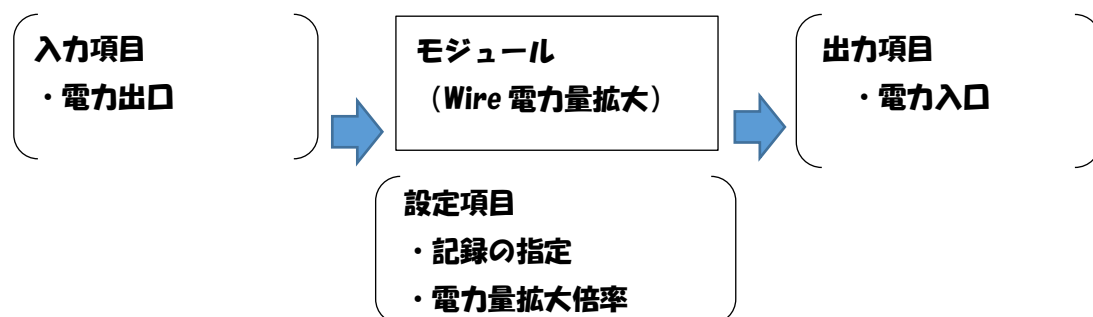 入力項目
・電力出口
モジュール
(Wire 電力量拡大)
出力項目
・電力入口
設定項目
・記録の指定
・電力量拡大倍率